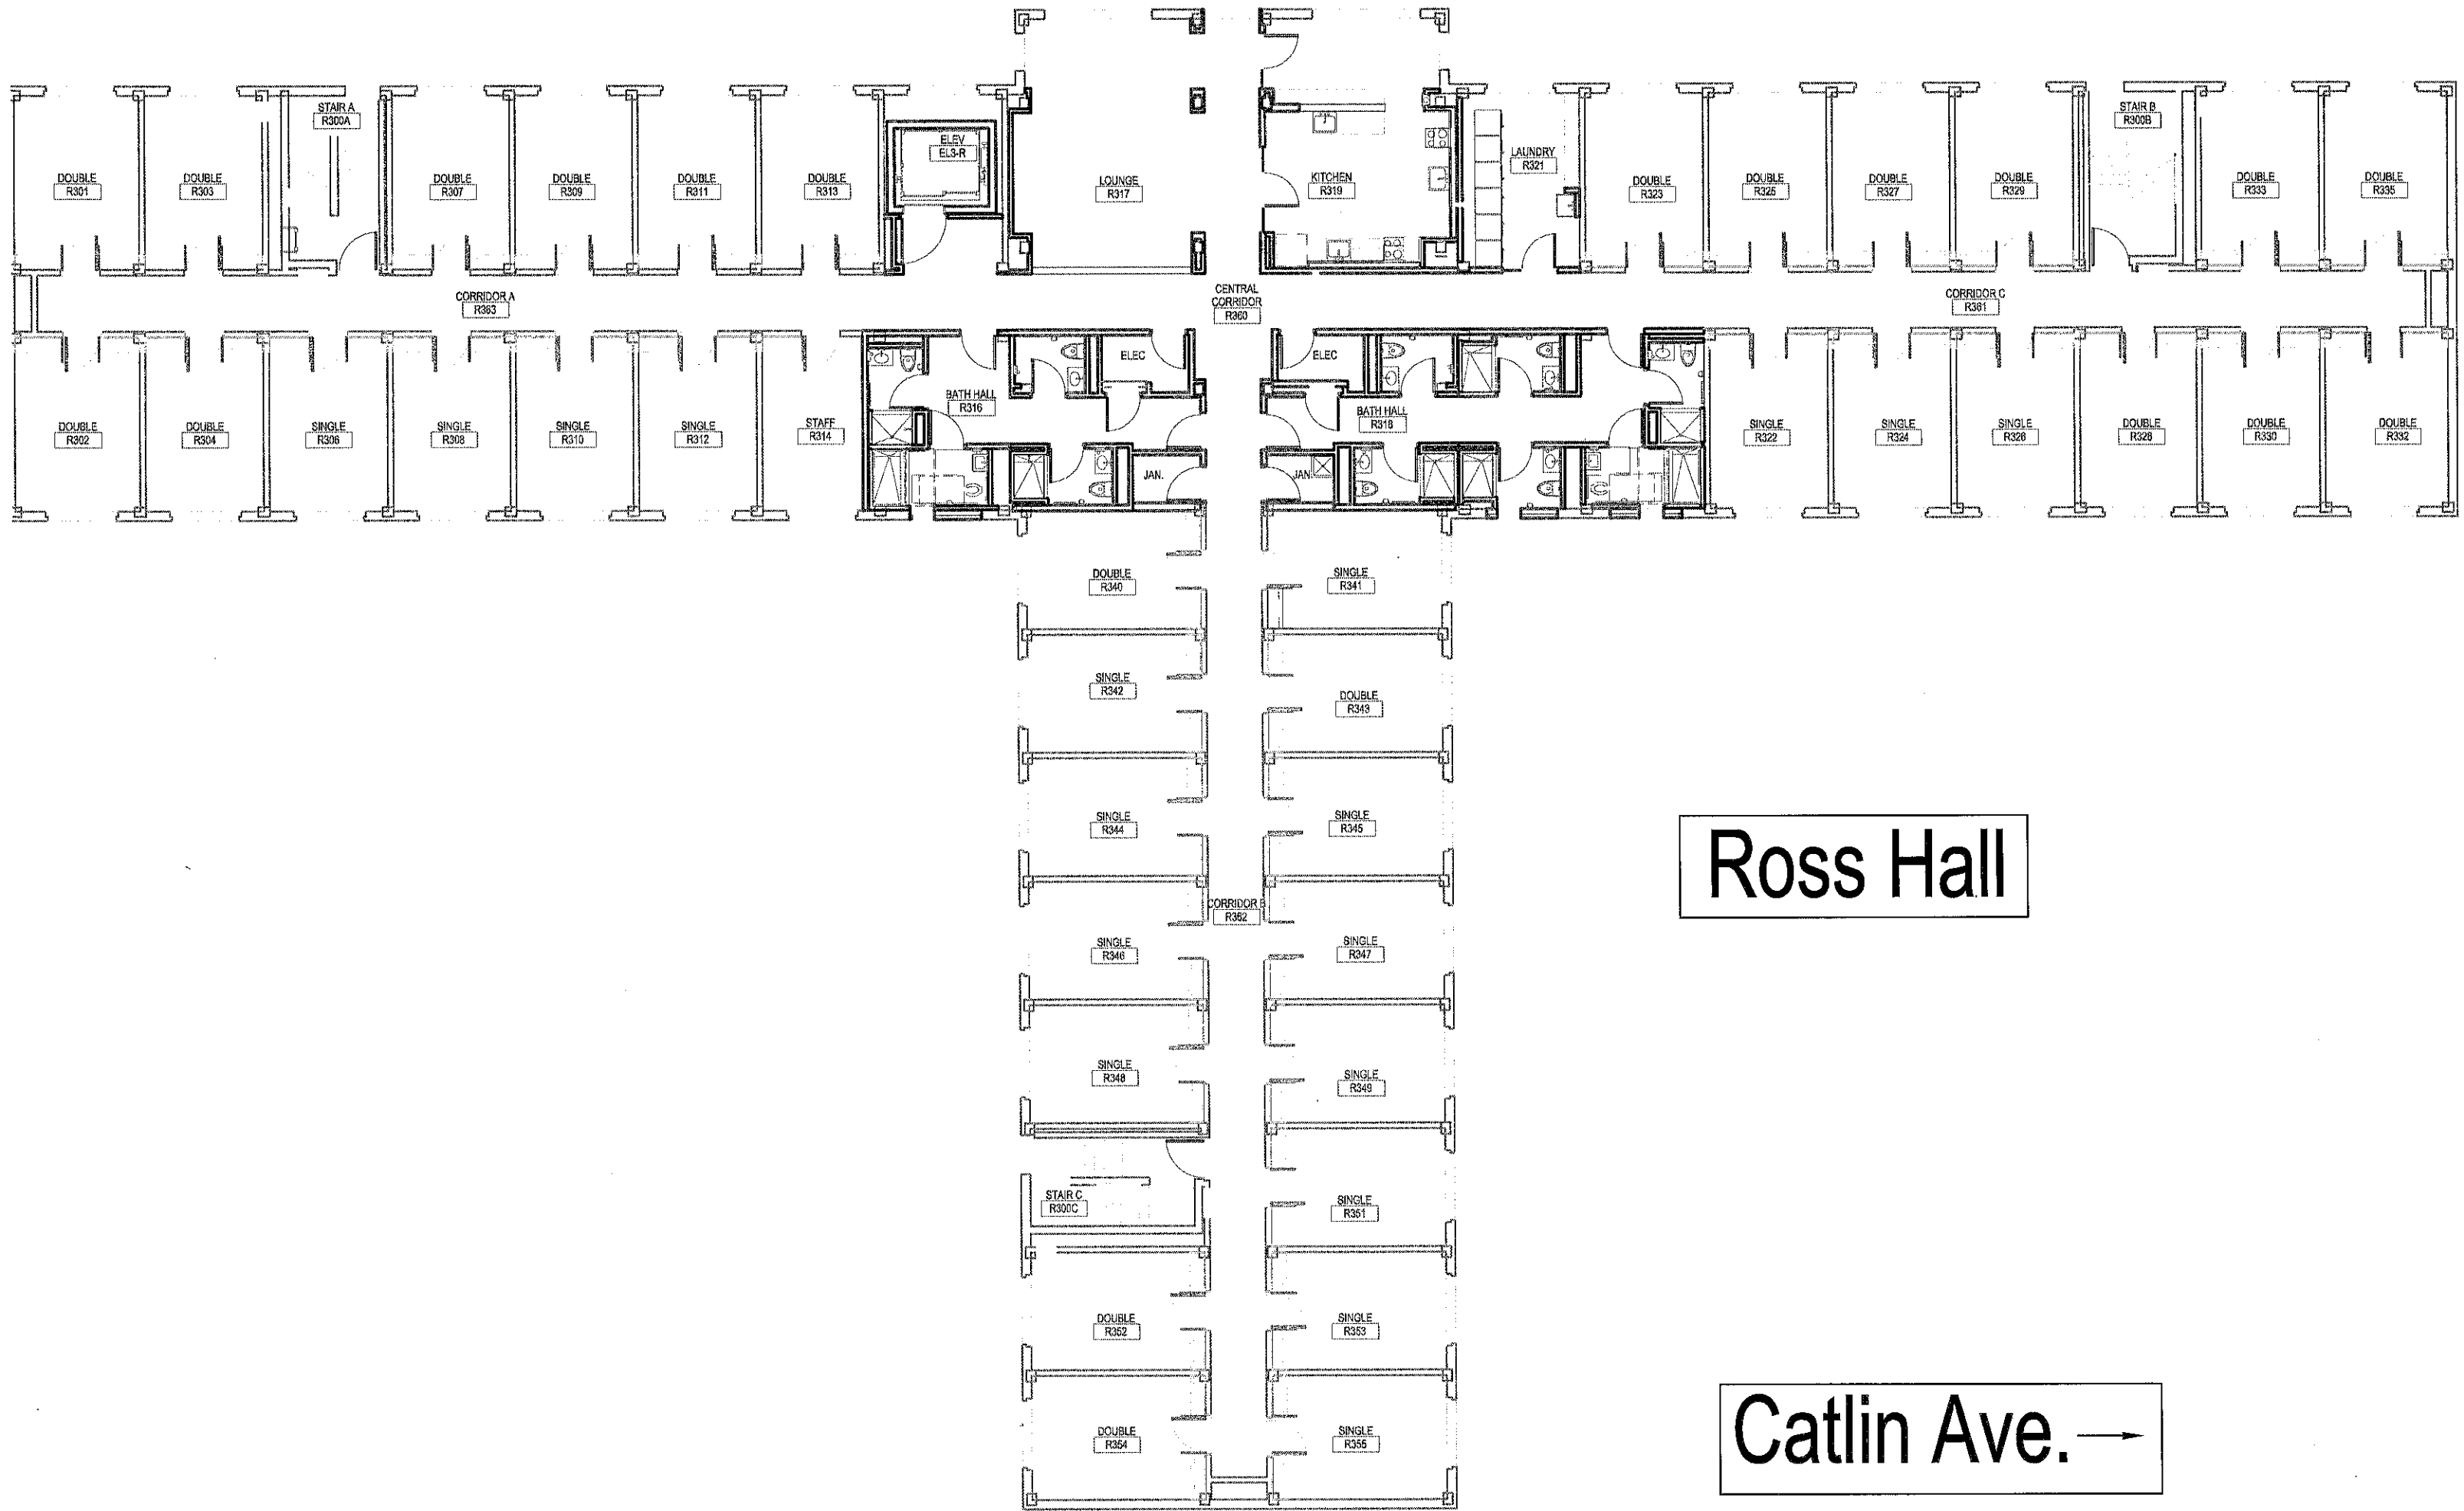 STAIR A
R300A
DOUBLE
R301
DOUBLE
R303
DOUBLE
R307
DOUBLE
R309
DOUBLE
R311
DOUBLE
R313
ELEV
EL3-R
LOUNGE
R317
KITCHEN
R319
LAUNDRY
R321
DOUBLE
R323
DOUBLE
R325
DOUBLE
R327
DOUBLE
R329
STAIR B
R300B
DOUBLE
R333
DOUBLE
R335
CORRIDOR A
R363
CENTRAL
CORRIDOR
R360
CORRIDOR C
R361
DOUBLE
R302
DOUBLE
R304
SINGLE
R306
SINGLE
R308
SINGLE
R310
SINGLE
R312
STAFF
R314
BATH HALL
R316
ELEC
JAN.
ELEC
JAN.
BATH HALL
R318
SINGLE
R322
SINGLE
R324
SINGLE
R326
DOUBLE
R328
DOUBLE
R330
DOUBLE
R332
DOUBLE
R340
SINGLE
R341
SINGLE
R342
DOUBLE
R343
SINGLE
R344
SINGLE
R345
CORRIDOR B
R362
SINGLE
R346
SINGLE
R347
SINGLE
R348
SINGLE
R349
STAIR C
R300C
SINGLE
R351
DOUBLE
R352
SINGLE
R353
DOUBLE
R354
SINGLE
R355
Ross Hall
Catlin Ave. →